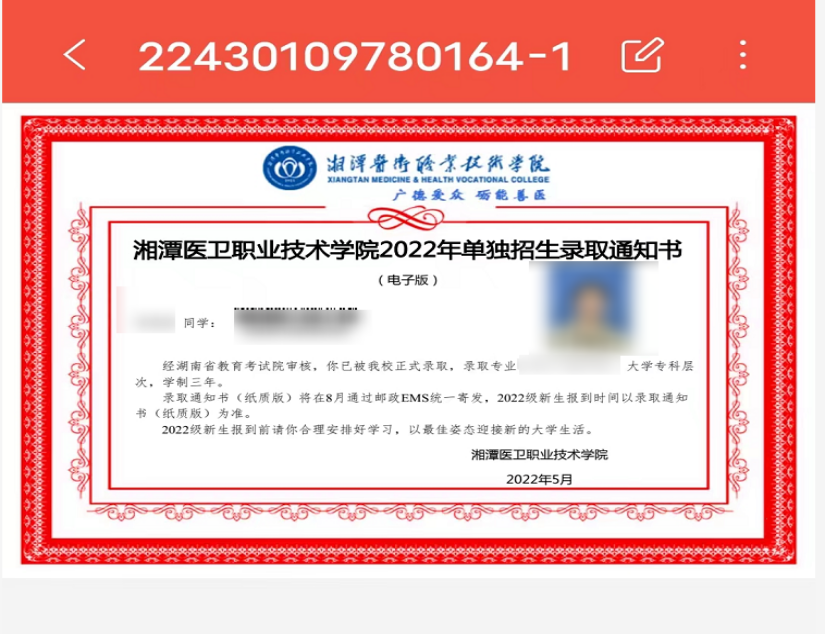 22430109780164-1
湘潭医卫职业技术学院
XIANGTAN MEDICINE & HEALTH VOCATIONAL COLLEGE
广德爱众 砺能善医
湘潭医卫职业技术学院2022年单独招生录取通知书
（电子版）
同学：
经湖南省教育考试院审核，你已被我校正式录取，录取专业 大学专科层
次，学制三年。
录取通知书（纸质版）将在8月通过邮政EMS统一寄发，2022级新生报到时间以录取通知
书（纸质版）为准。
2022级新生报到前请你合理安排好学习，以最佳姿态迎接新的大学生活。
湘潭医卫职业技术学院
2022年5月